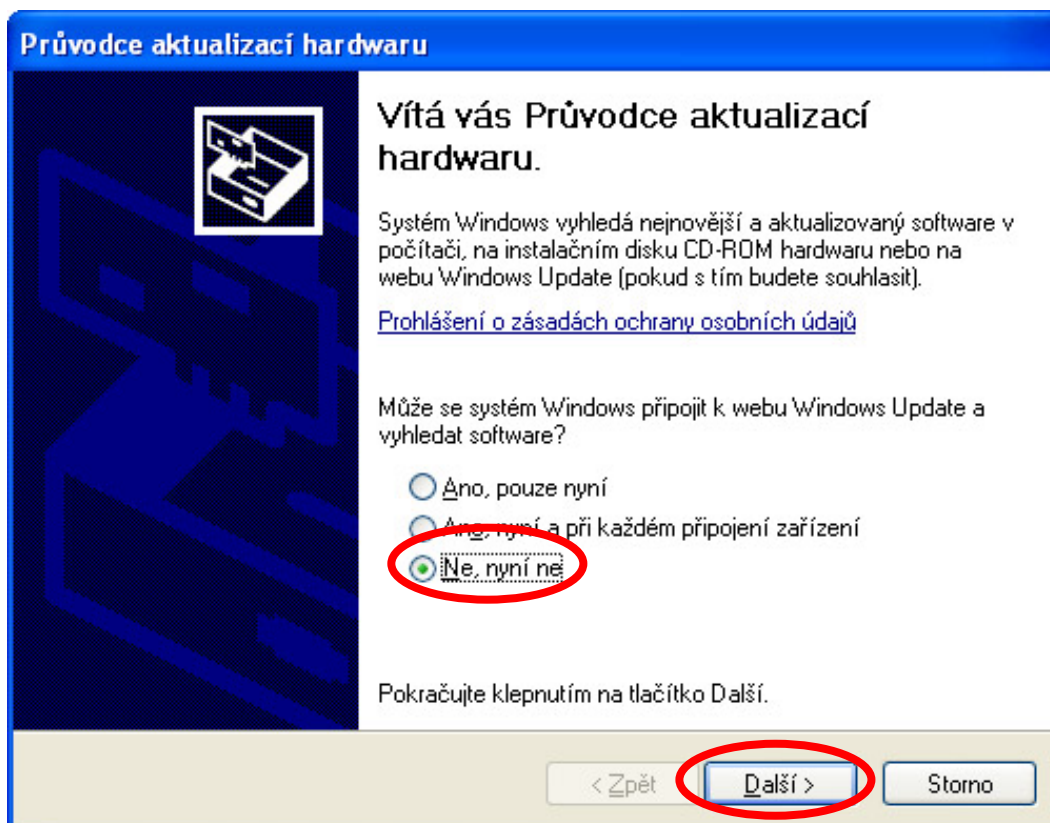 Průvodce aktualizací hardwaru
Vítá vás Průvodce aktualizací
hardwaru.
Systém Windows vyhledá nejnovější a aktualizovaný software v
počítači, na instalačním disku CD-ROM hardwaru nebo na
webu Windows Update (pokud s tím budete souhlasit).
Prohlášení o zásadách ochrany osobních údajů
Může se systém Windows připojit k webu Windows Update a
vyhledat software?
Ano, pouze nyní
Ano, nyní a při každém připojení zařízení
Ne, nyní ne
Pokračujte klepnutím na tlačítko Další.
< Zpět Další > Storno